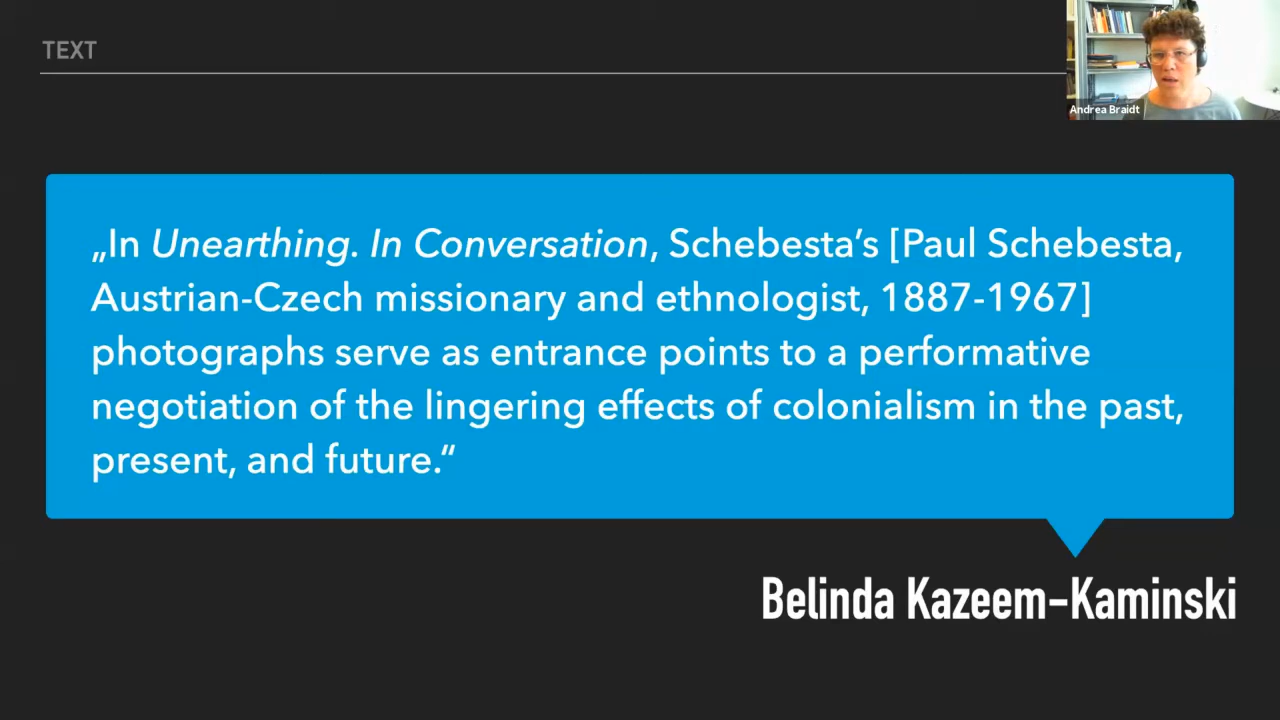 TEXT
Andrea Braidt
„In Unearthing. In Conversation, Schebesta’s [Paul Schebesta,
Austrian-Czech missionary and ethnologist, 1887-1967]
photographs serve as entrance points to a performative
negotiation of the lingering effects of colonialism in the past,
present, and future.“
Belinda Kazeem-Kaminski